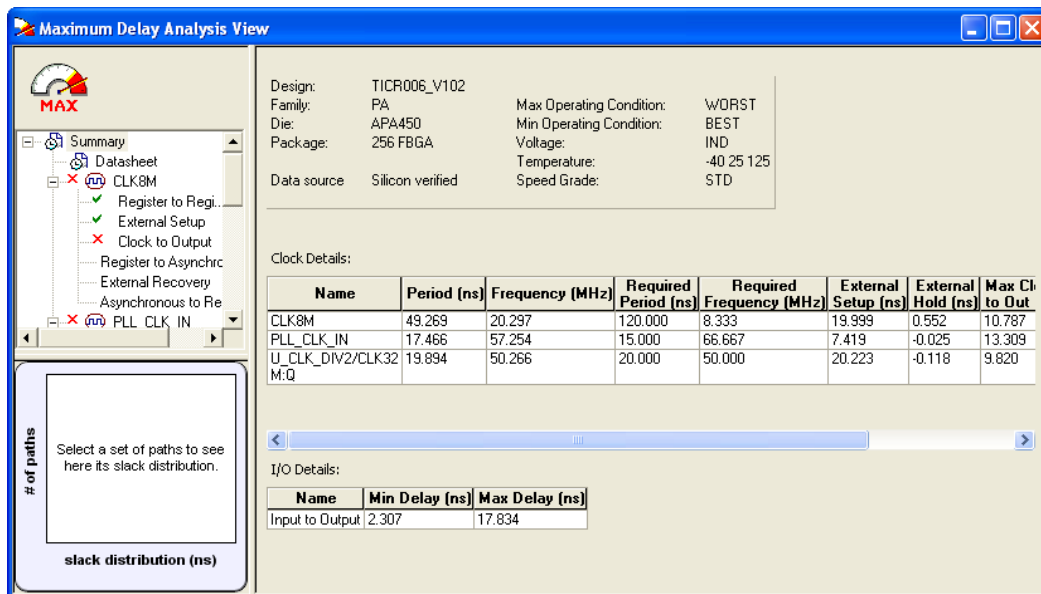 Maximum Delay Analysis View
MAX
Summary
Datasheet
CLK8M
Register to Regi...
External Setup
Clock to Output
Register to Asynchrc
External Recovery
Asynchronous to Re
PLL_CLK_IN
# of paths
Select a set of paths to see
here its slack distribution.
slack distribution (ns)
Design: TICR006_V102
Family: PA Max Operating Condition: WORST
Die: APA450 Min Operating Condition: BEST
Package: 256 FBGA Voltage: IND
Temperature: -40 25 125
Data source Silicon verified Speed Grade: STD
Clock Details:
Name Period (ns) Frequency (MHz) Required Period (ns) Required Frequency (MHz) External Setup (ns) External Hold (ns) Max Cl to Out
CLK8M 49.269 20.297 120.000 8.333 19.999 0.552 10.787
PLL_CLK_IN 17.466 57.254 15.000 66.667 7.419 -0.025 13.309
U_CLK_DIV2/CLK32 19.894 50.266 20.000 50.000 20.223 -0.118 9.820
M:Q
I/O Details:
Name Min Delay (ns) Max Delay (ns)
Input to Output 2.307 17.834